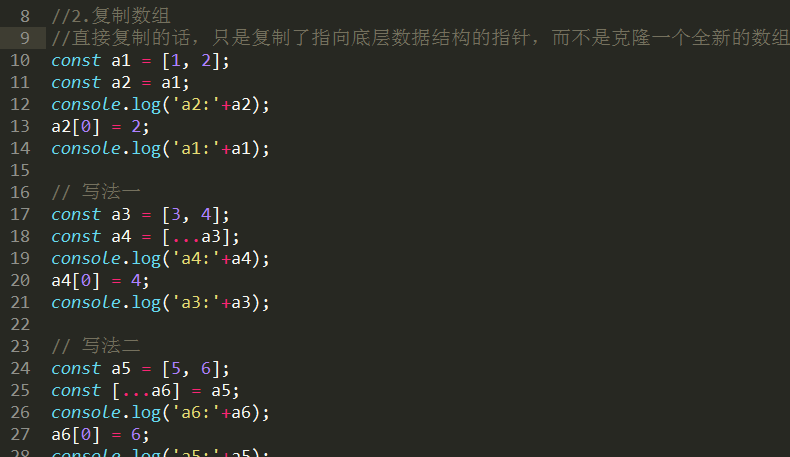 8 //2.复制数组
9 //直接复制的话，只是复制了指向底层数据结构的指针，而不是克隆一个全新的数组
10 const a1 = [1, 2];
11 const a2 = a1;
12 console.log('a2:'+a2);
13 a2[0] = 2;
14 console.log('a1:'+a1);
15
16 // 写法一
17 const a3 = [3, 4];
18 const a4 = [...a3];
19 console.log('a4:'+a4);
20 a4[0] = 4;
21 console.log('a3:'+a3);
22
23 // 写法二
24 const a5 = [5, 6];
25 const [...a6] = a5;
26 console.log('a6:'+a6);
27 a6[0] = 6;
28 console.log('a5:'+a5);